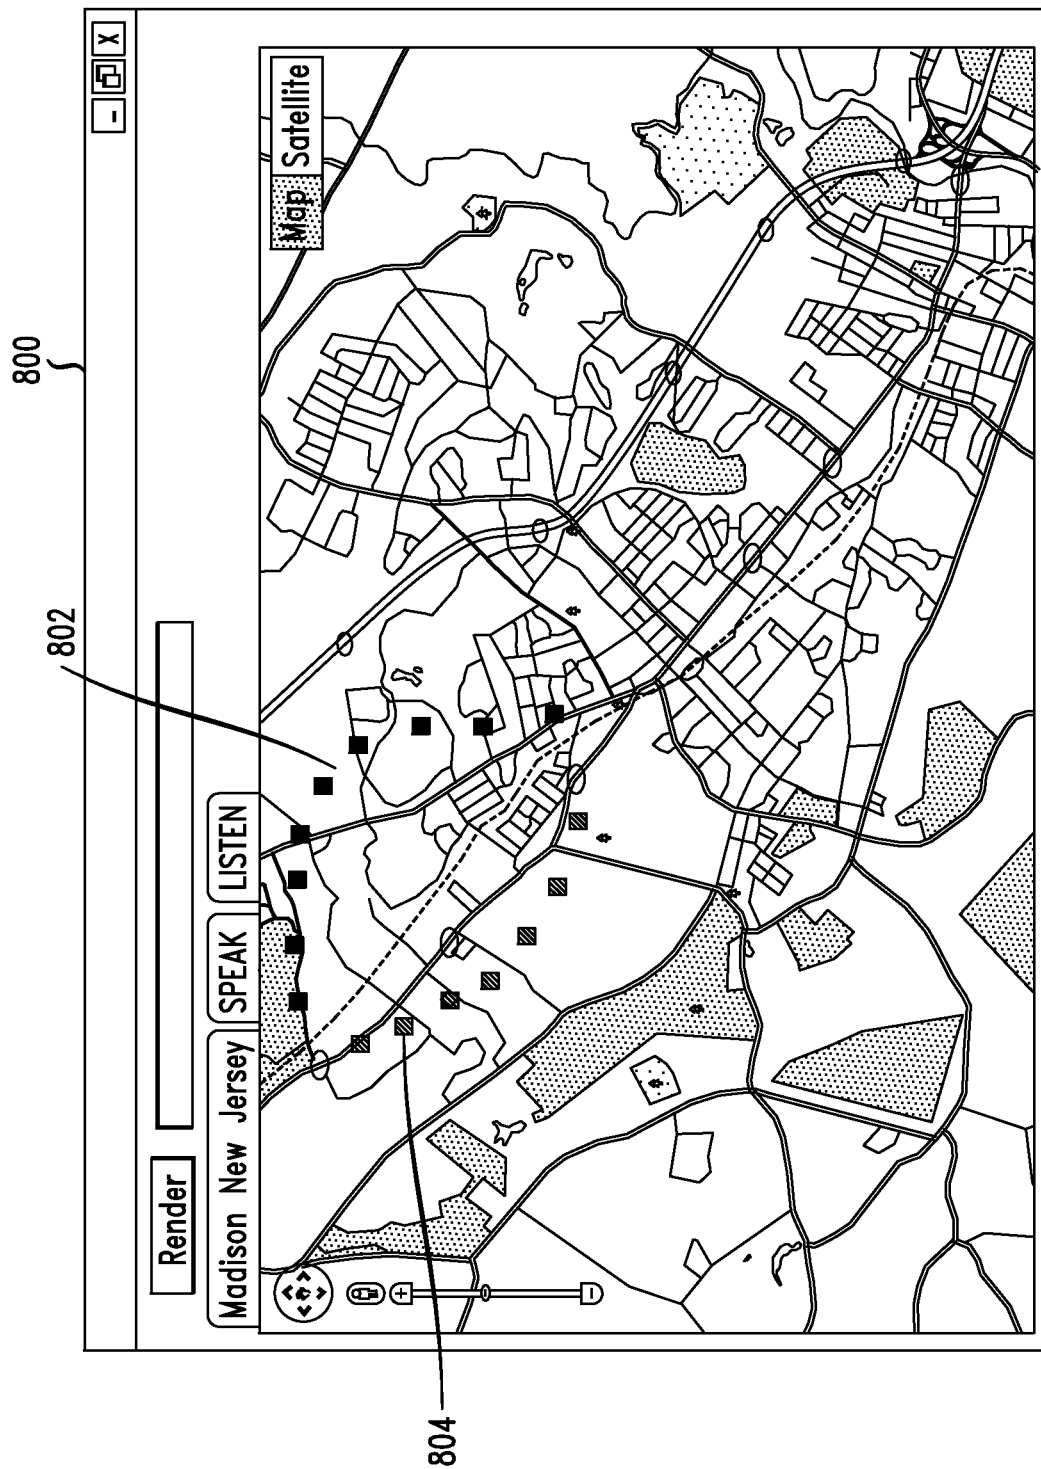 800
- X
802
Render
Madison New Jersey SPEAK LISTEN
Map Satellite
+
-
804